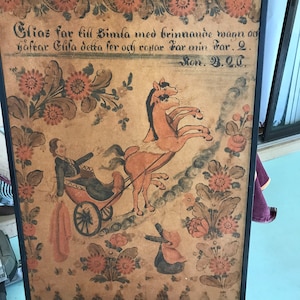 Elias far till Himla med brinnande wagn och
hästar Elisa detta ser och ropar Far min Far. 2.
Kon. B. 2. C.